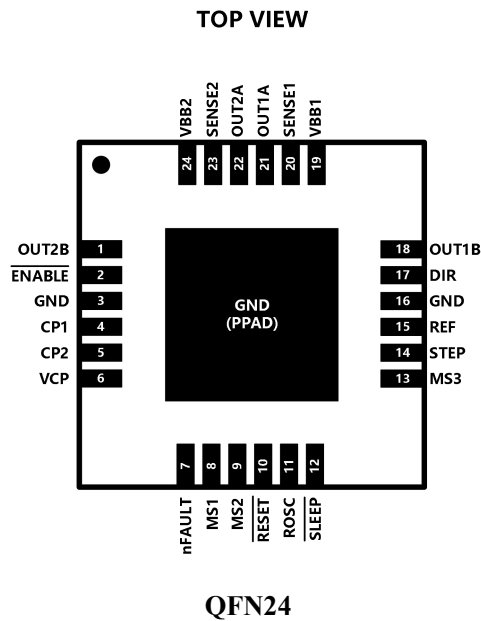 TOP VIEW
VBB2
SENSE2
OUT2A
OUT1A
SENSE1
VBB1
24
23
22
21
20
19
OUT2B 1
ENABLE 2
GND 3
CP1 4
CP2 5
VCP 6
GND
(PPAD)
18 OUT1B
17 DIR
16 GND
15 REF
14 STEP
13 MS3
7
8
9
10
11
12
nFAULT
MS1
MS2
RESET
ROSC
SLEEP
QFN24